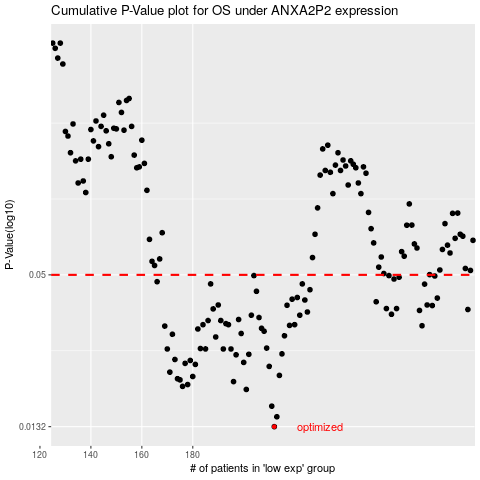 Cumulative P-Value plot for OS under ANXA2P2 expression
P-Value(log10)
0.05
0.0132
optimized
120 140 160 180
# of patients in 'low exp' group